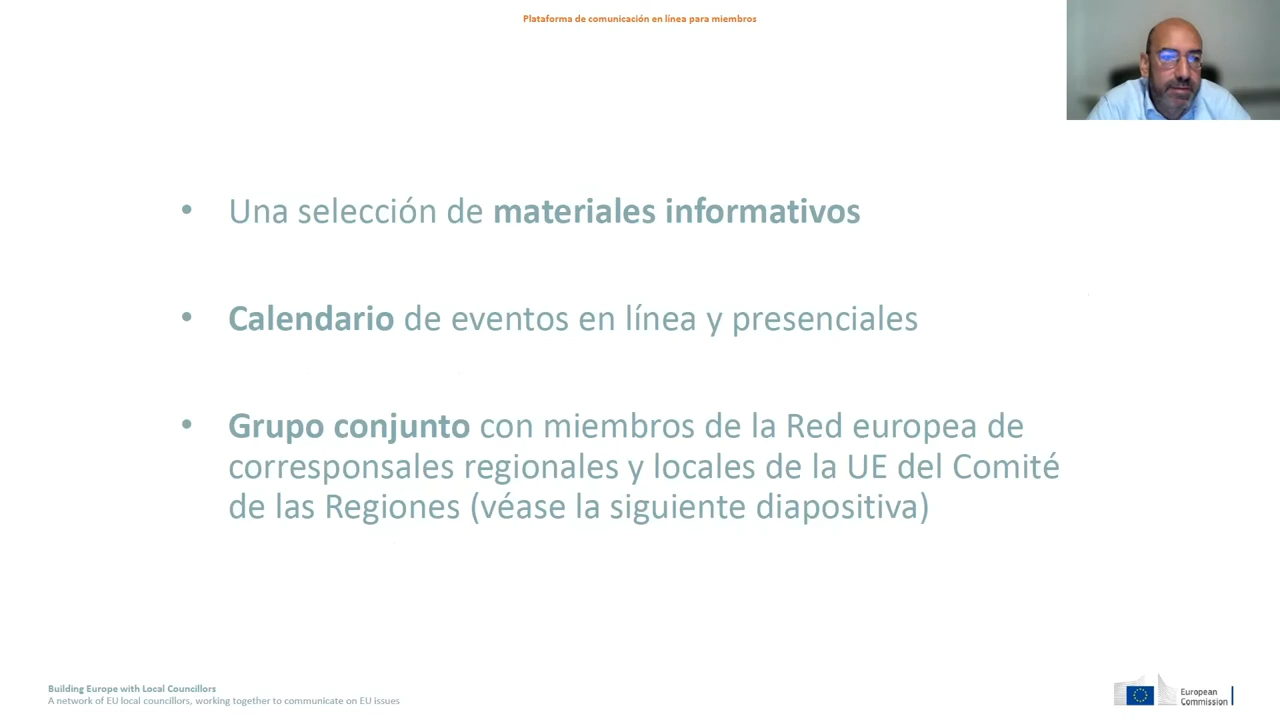 Plataforma de comunicación en línea para miembros
• Una selección de materiales informativos
• Calendario de eventos en línea y presenciales
• Grupo conjunto con miembros de la Red europea de
corresponsales regionales y locales de la UE del Comité
de las Regiones (véase la siguiente diapositiva)
Building Europe with Local Councillors
A network of EU local councillors, working together to communicate on EU issues
European
Commission